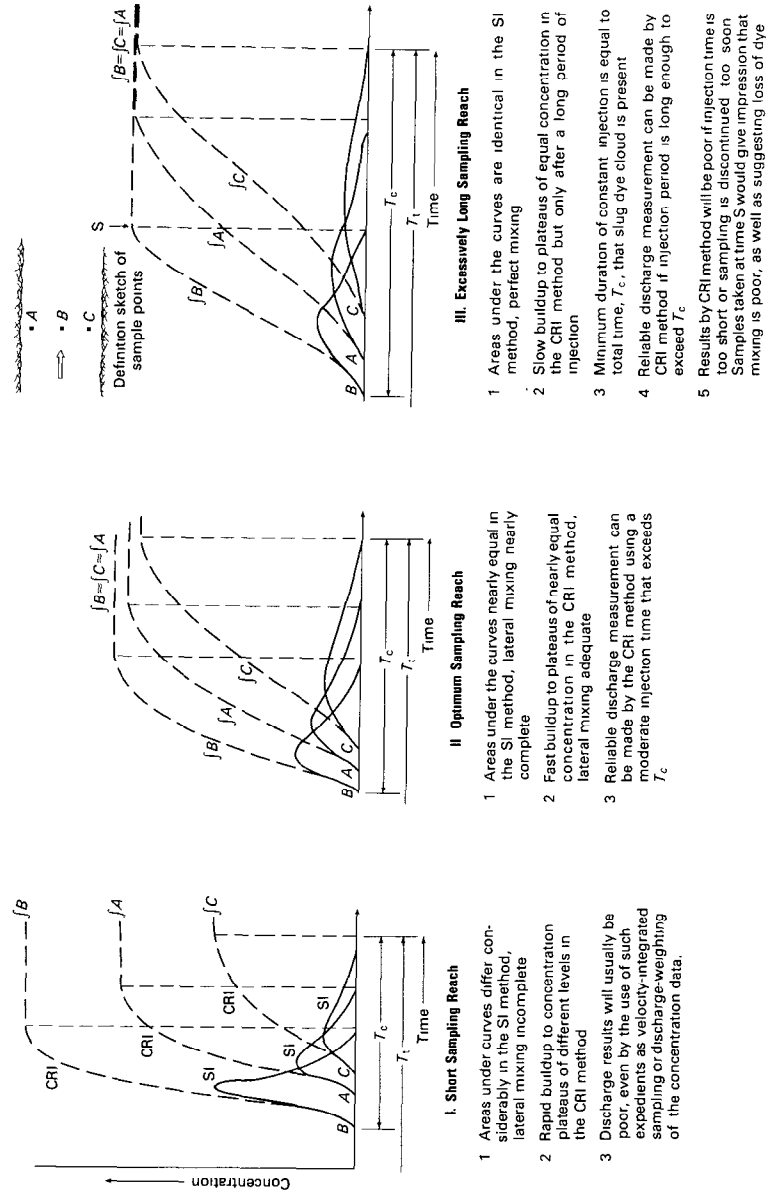 Concentration
CRI
∫B
CRI
∫A
SI
CRI
∫C
SI
SI
B
A
C
Tc
Tt
Time
I. Short Sampling Reach
1 Areas under curves differ con-
siderably in the SI method,
lateral mixing incomplete
2 Rapid buildup to concentration
plateaus of different levels in
the CRI method
3 Discharge results will usually be
poor, even by the use of such
expedients as velocity-integrated
sampling or discharge-weighting
of the concentration data.
∫B≈∫C≈∫A
∫B
∫A
∫C
B
A
C
Tc
Tt
Time
II Optimum Sampling Reach
1 Areas under the curves nearly equal in
the SI method, lateral mixing nearly
complete
2 Fast buildup to plateaus of nearly equal
concentration in the CRI method,
lateral mixing adequate
3 Reliable discharge measurement can
be made by the CRI method using a
moderate injection time that exceeds
Tc
A
B
C
Definition sketch of
sample points
S
∫B=∫C=∫A
∫B
∫A
∫C
B
A
C
Tc
Tt
Time
III. Excessively Long Sampling Reach
1 Areas under the curves are identical in the SI
method, perfect mixing
2 Slow buildup to plateaus of equal concentration in
the CRI method but only after a long period of
injection
3 Minimum duration of constant injection is equal to
total time, Tc, that slug dye cloud is present
4 Reliable discharge measurement can be made by
CRI method if injection period is long enough to
exceed Tc
5 Results by CRI method will be poor if injection time is
too short or sampling is discontinued too soon
Samples taken at time S would give impression that
mixing is poor, as well as suggesting loss of dye